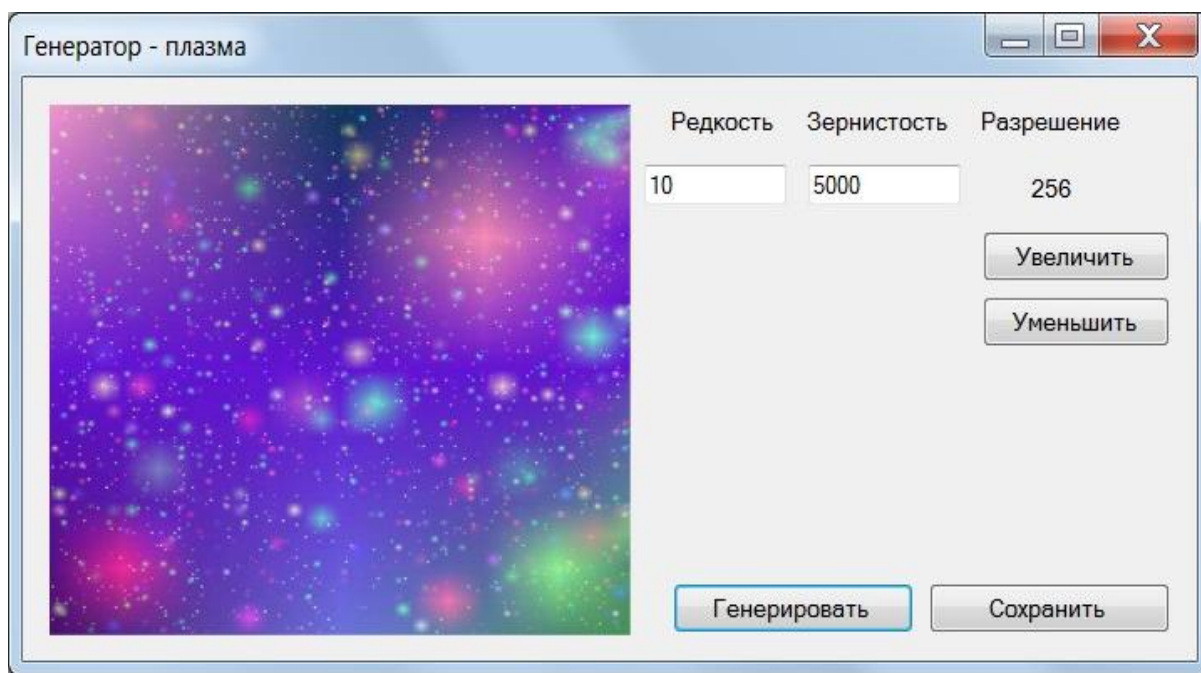 Генератор - плазма
Редкость Зернистость Разрешение
10 5000 256
Увеличить
Уменьшить
Генерировать Сохранить